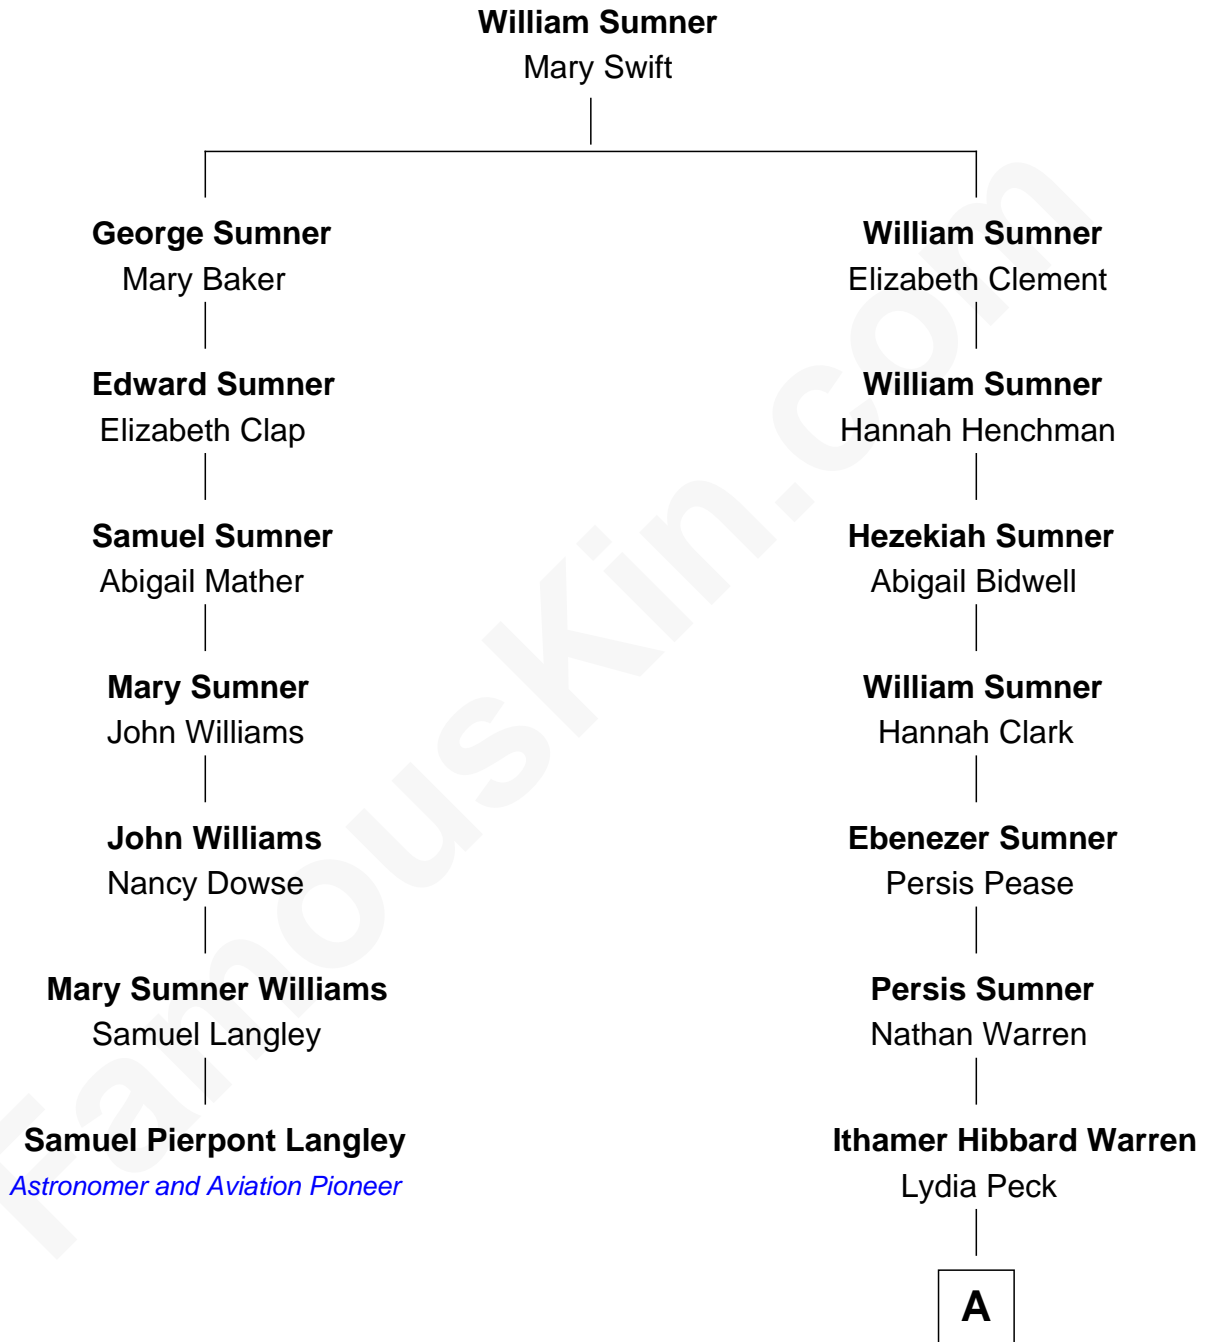 William Sumner
Mary Swift
George Sumner
Mary Baker
William Sumner
Elizabeth Clement
Edward Sumner
Elizabeth Clap
William Sumner
Hannah Henchman
Samuel Sumner
Abigail Mather
Hezekiah Sumner
Abigail Bidwell
Mary Sumner
John Williams
William Sumner
Hannah Clark
John Williams
Nancy Dowse
Ebenezer Sumner
Persis Pease
Mary Sumner Williams
Samuel Langley
Persis Sumner
Nathan Warren
Samuel Pierpont Langley
Astronomer and Aviation Pioneer
Ithamer Hibbard Warren
Lydia Peck
A
FamousKin.com